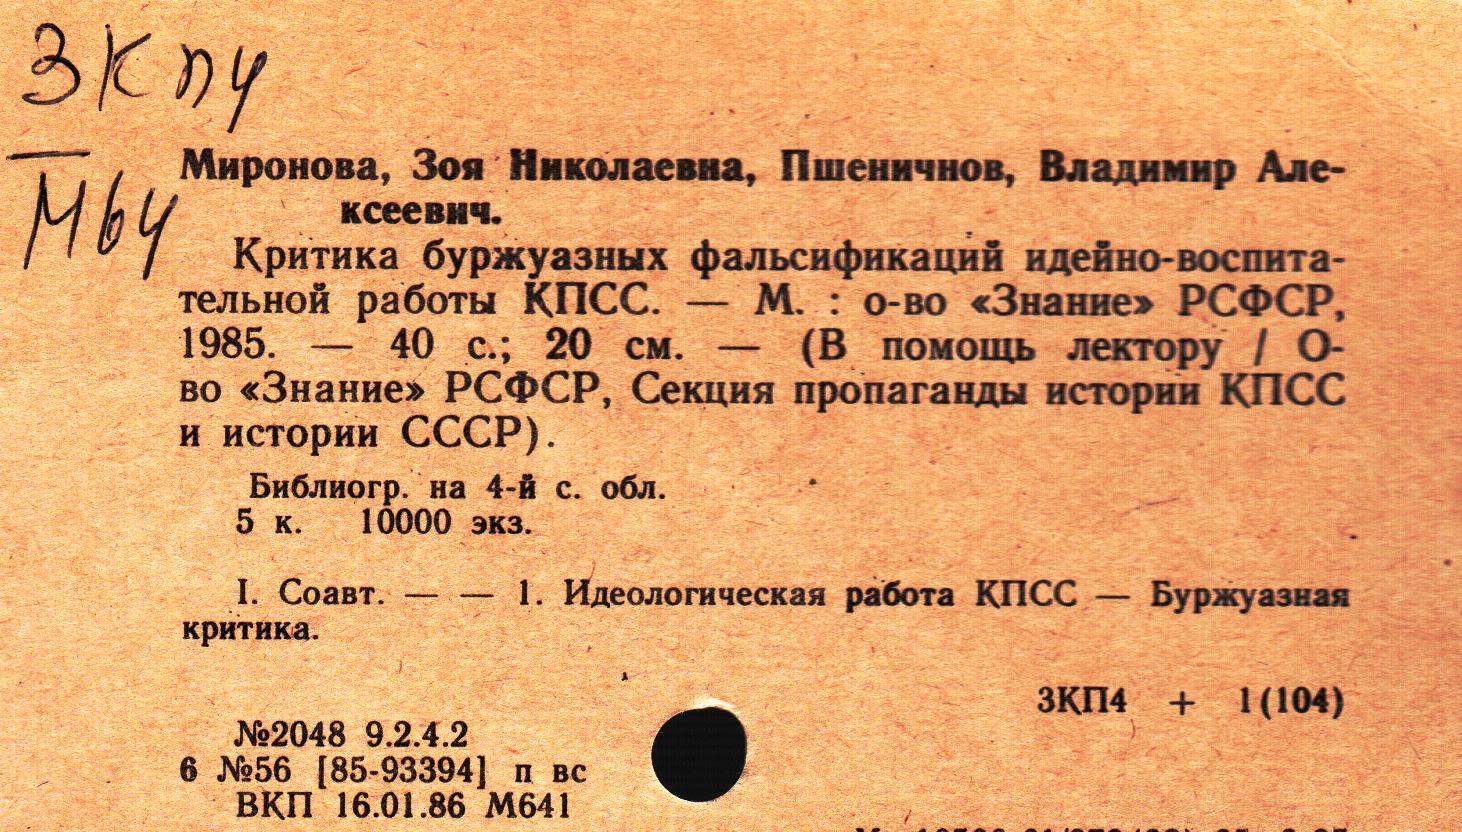 3КП4
М64
Миронова, Зоя Николаевна, Пшеничнов, Владимир Але-
ксеевич.
Критика буржуазных фальсификаций идейно-воспита-
тельной работы КПСС. — М. : о-во «Знание» РСФСР,
1985. — 40 с.; 20 см. — (В помощь лектору / О-
во «Знание» РСФСР, Секция пропаганды истории КПСС
и истории СССР).
Библиогр. на 4-й с. обл.
5 к. 10000 экз.
I. Соавт. — — 1. Идеологическая работа КПСС — Буржуазная
критика.
3КП4 + 1(104)
№2048 9.2.4.2
6 №56 [85-93394] п вс
ВКП 16.01.86 М641